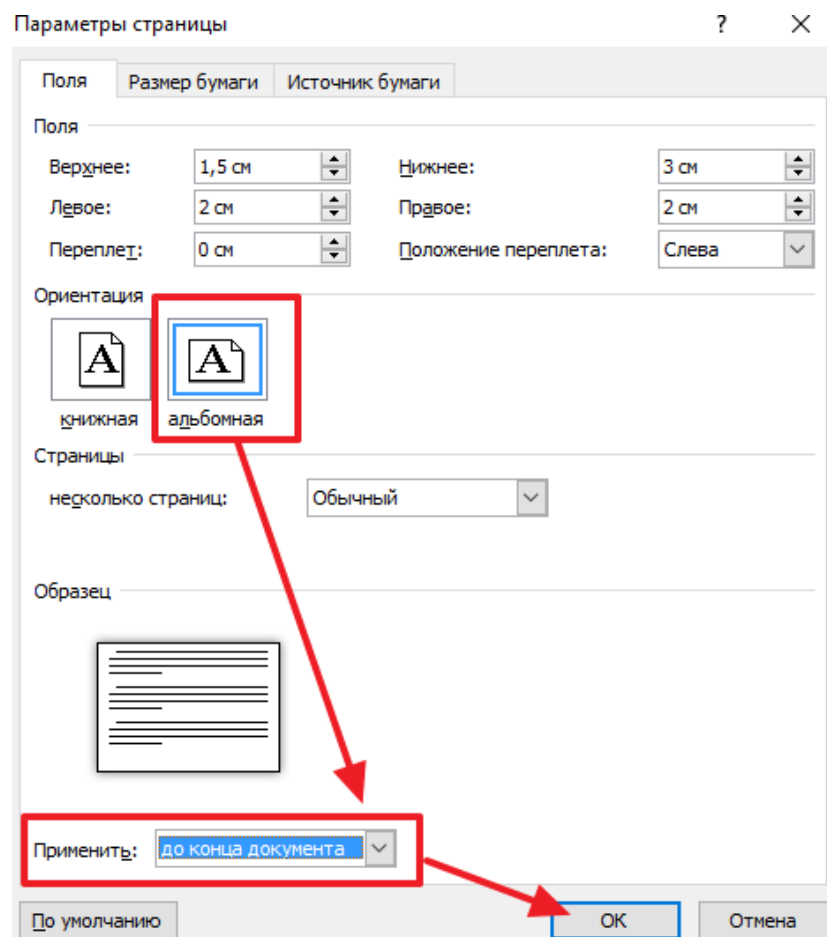 Параметры страницы ?
Поля Размер бумаги Источник бумаги
Поля
Верхнее: 1,5 см Нижнее: 3 см
Левое: 2 см Правое: 2 см
Переплет: 0 см Положение переплета: Слева
Ориентация
A A
книжная альбомная
Страницы
несколько страниц: Обычный
Образец
Применить: до конца документа
По умолчанию ОК Отмена